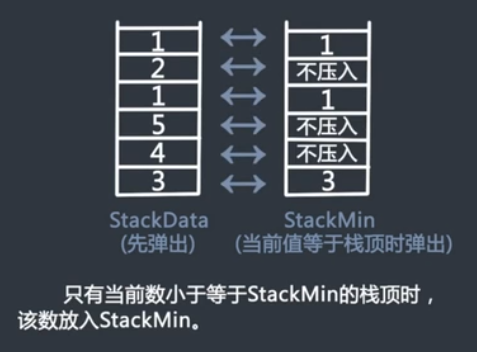 1 1
2 不压入
1 1
5 不压入
4 不压入
3 3
StackData StackMin
(先弹出) (当前值等于栈顶时弹出)
只有当前数小于等于StackMin的栈顶时，
该数放入StackMin。